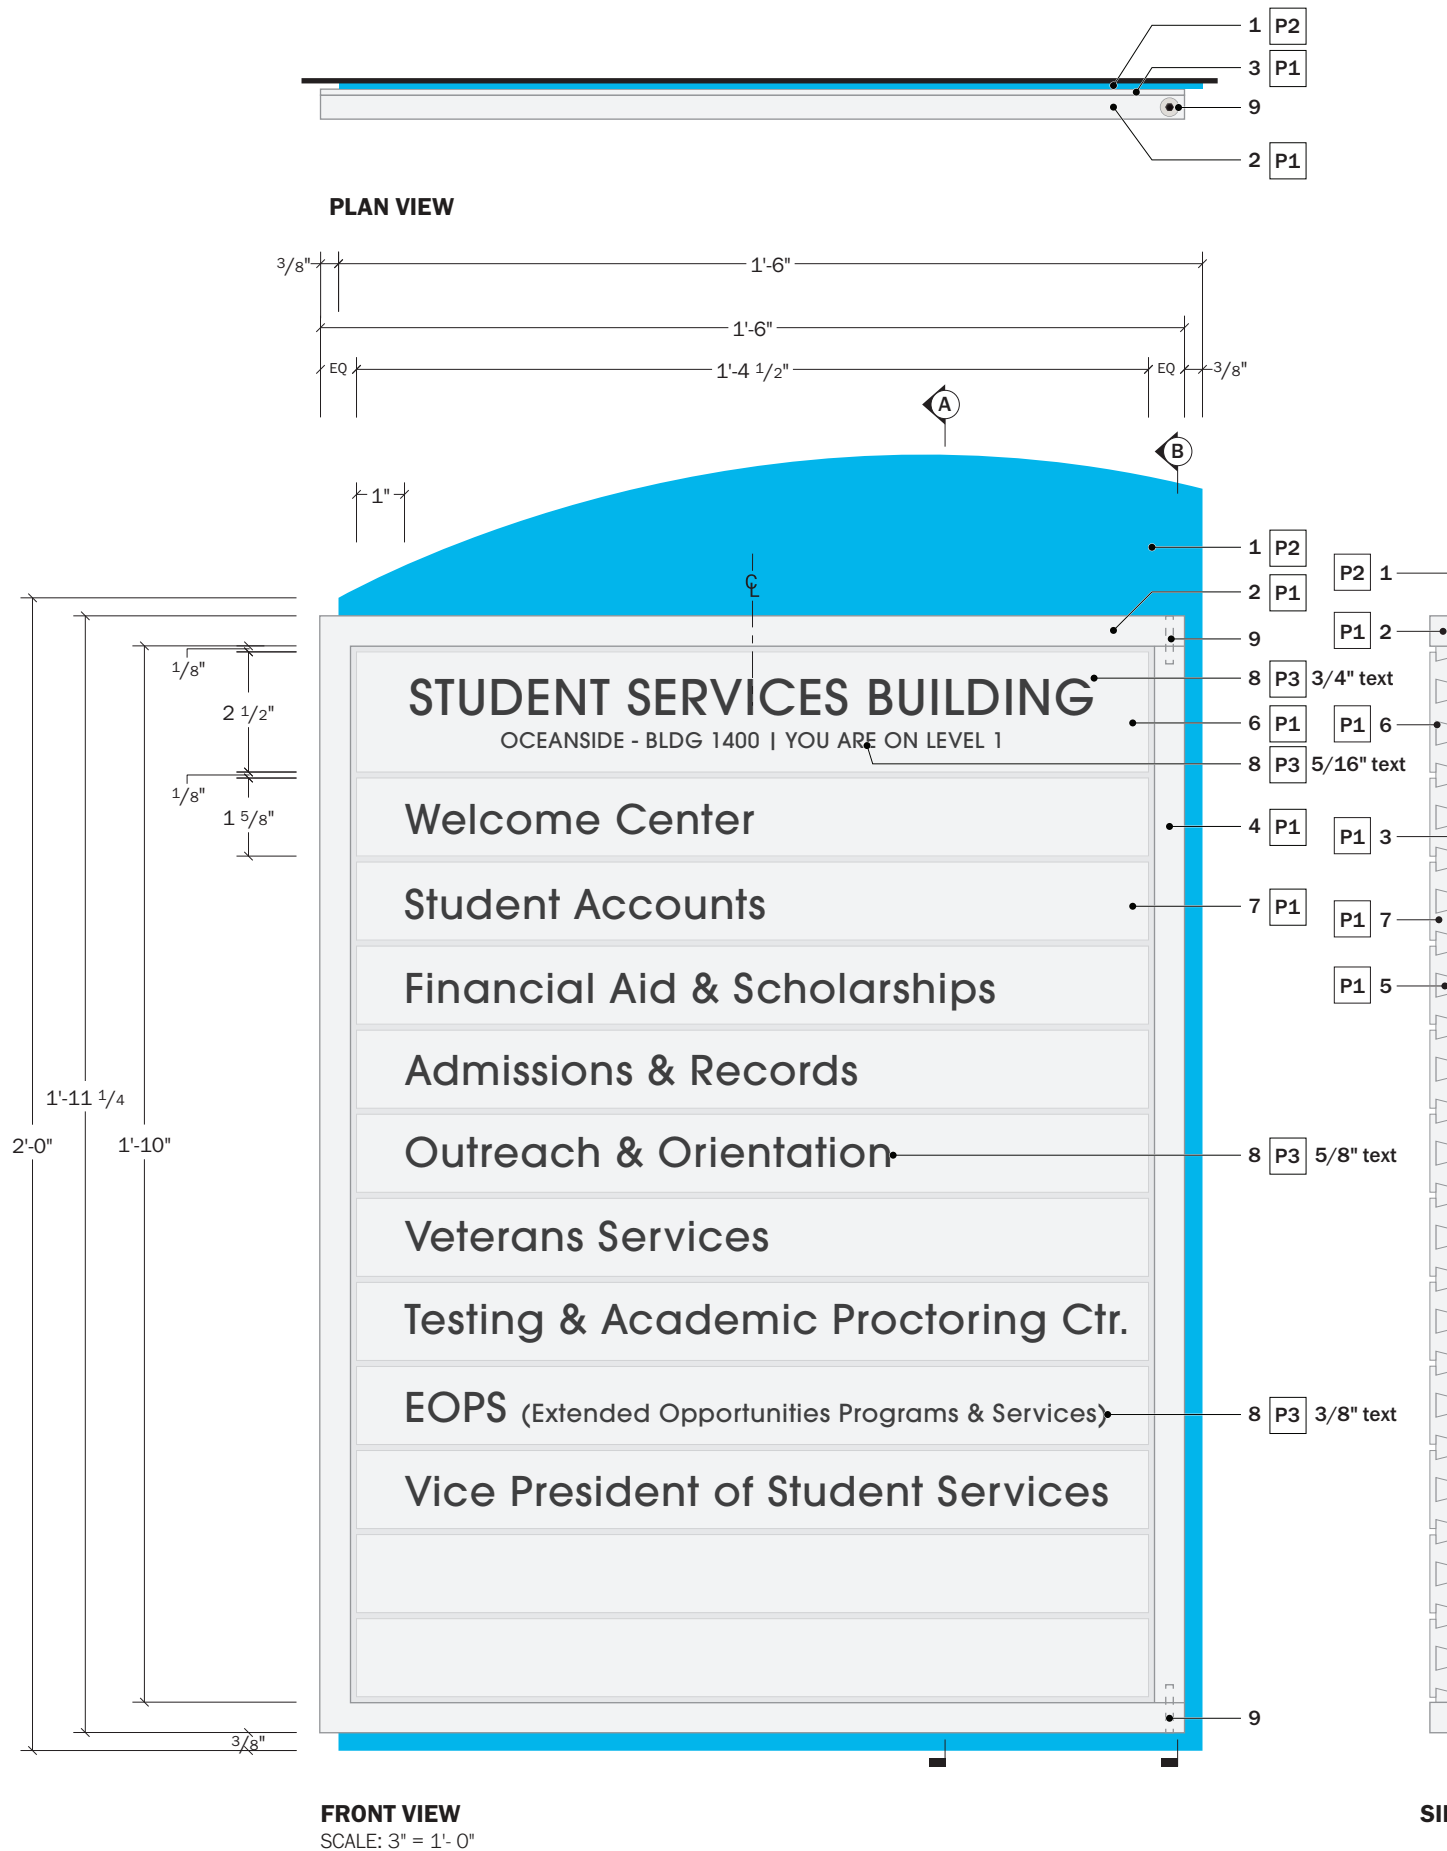 1 P2
3 P1
9
2 P1
PLAN VIEW
3/8" 1'-6"
1'-6"
EQ 1'-4 1/2" EQ 3/8"
A
B
1"
1 P2
P2 1
CL
2 P1
P1 2
9
1/8"
8 P3 3/4" text
STUDENT SERVICES BUILDING
2 1/2"
6 P1
P1 6
OCEANSIDE - BLDG 1400 | YOU ARE ON LEVEL 1
8 P3 5/16" text
1/8"
1 5/8"
Welcome Center
4 P1
P1 3
Student Accounts
7 P1
P1 7
Financial Aid & Scholarships
P1 5
Admissions & Records
1'-11 1/4
2'-0"
1'-10"
Outreach & Orientation
8 P3 5/8" text
Veterans Services
Testing & Academic Proctoring Ctr.
EOPS (Extended Opportunities Programs & Services)
8 P3 3/8" text
Vice President of Student Services
9
3/8"
FRONT VIEW
SCALE: 3" = 1'- 0"